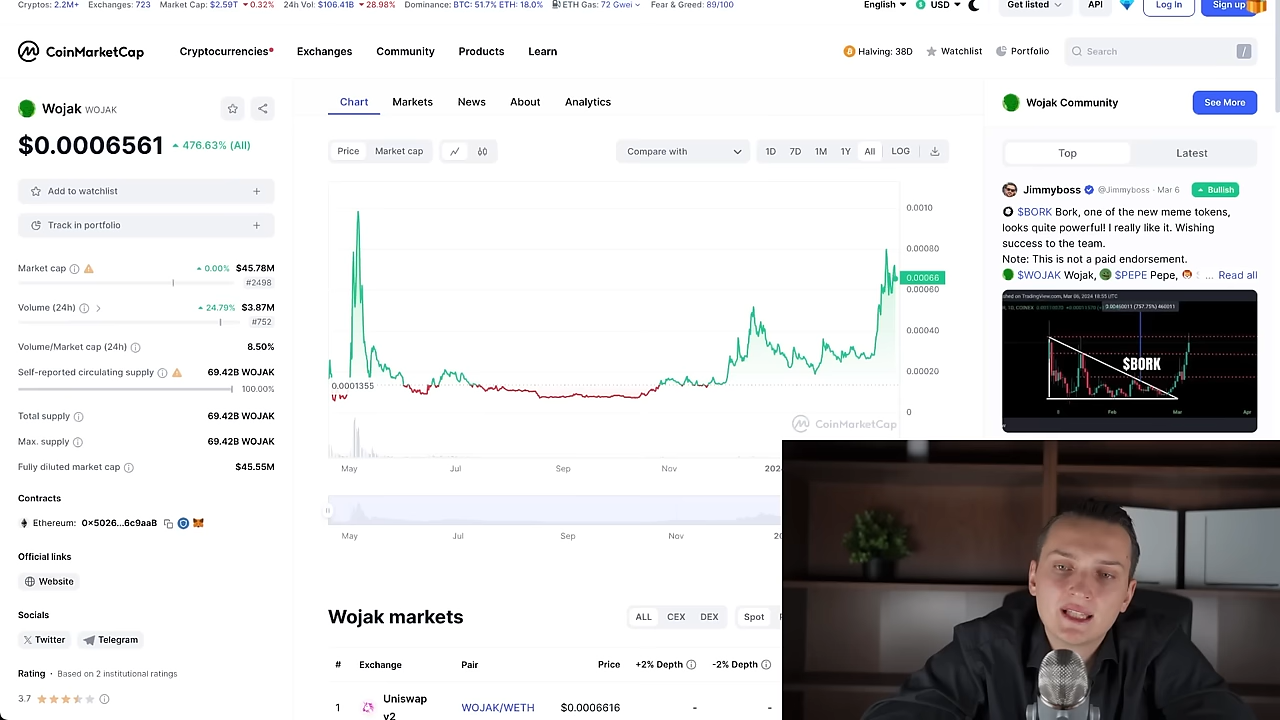 Cryptos: 2.2M+ Exchanges: 723 Market Cap: $2.59T 0.32% 24h Vol: $106.41B 28.98% Dominance: BTC: 51.7% ETH: 18.0% ETH Gas: 72 Gwei Fear & Greed: 89/100 English USD Get listed API Log In Sign up
CoinMarketCap Cryptocurrencies Exchanges Community Products Learn Halving: 38D Watchlist Portfolio Search /
Wojak WOJAK
$0.0006561 476.63% (All)
Add to watchlist +
Track in portfolio +
Market cap 0.00% $45.78M
#2498
Volume (24h) 24.79% $3.87M
#752
Volume/Market cap (24h) 8.50%
Self-reported circulating supply 69.42B WOJAK
100.00%
Total supply 69.42B WOJAK
Max. supply 69.42B WOJAK
Fully diluted market cap $45.55M
Contracts
Ethereum: 0x5026...6c9aaB
Official links
Website
Socials
Twitter Telegram
Rating · Based on 2 institutional ratings
3.7
Chart Markets News About Analytics
Price Market cap Compare with 1D 7D 1M 1Y All LOG
0.0010
0.00080
0.00066
0.00060
0.00040
0.00020
0
0.0001355
CoinMarketCap
May Jul Sep Nov 202
May Jul Sep Nov 20
Wojak markets ALL CEX DEX Spot
# Exchange Pair Price +2% Depth -2% Depth
1 Uniswap v2 WOJAK/WETH $0.0006616 - -
Wojak Community See More
Top Latest
Jimmyboss @Jimmyboss · Mar 6 Bullish
$BORK Bork, one of the new meme tokens,
looks quite powerful! I really like it. Wishing
success to the team.
Note: This is not a paid endorsement.
$WOJAK Wojak, $PEPE Pepe, ... Read all
$BORK
Feb Mar Apr